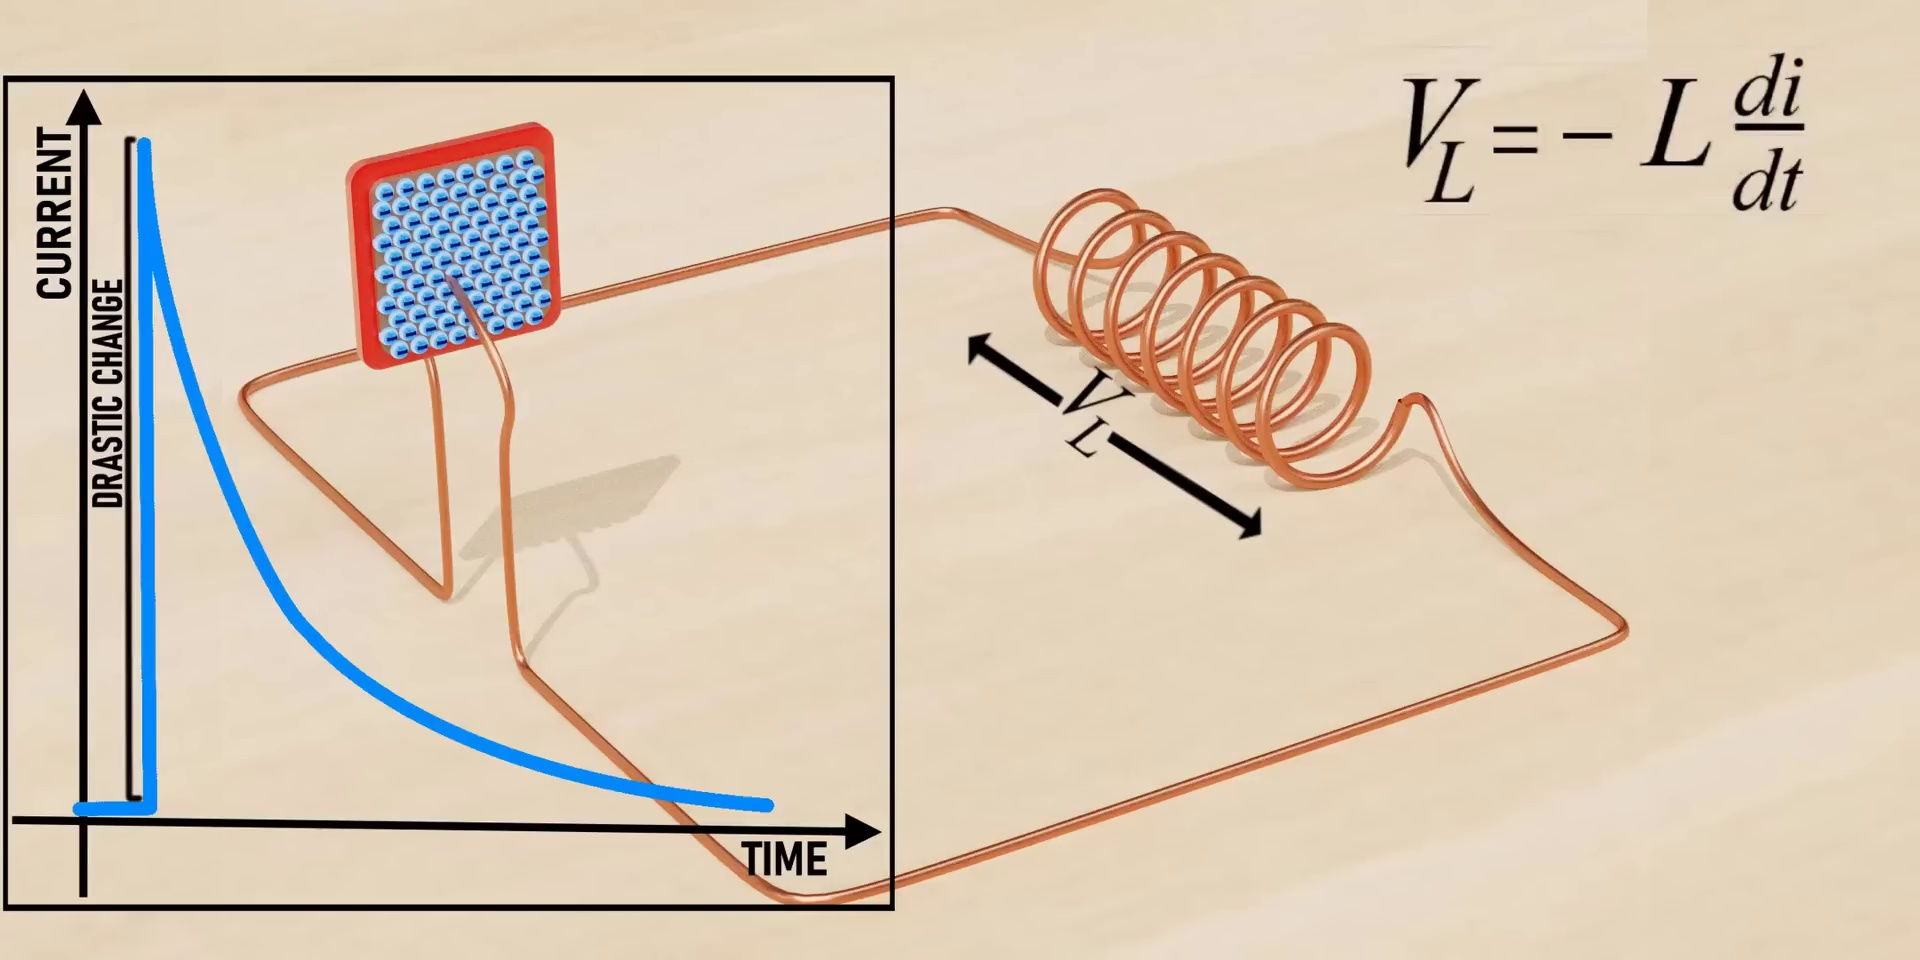 CURRENT
DRASTIC CHANGE
TIME
V_L
V_L = - L di/dt